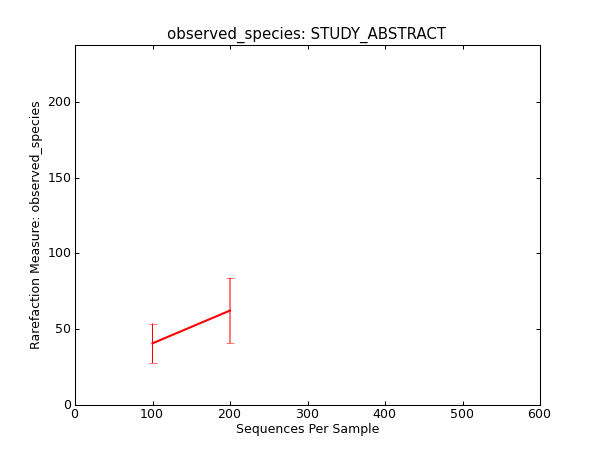 observed_species: STUDY_ABSTRACT
Rarefaction Measure: observed_species
200
150
100
50
0
0 100 200 300 400 500 600
Sequences Per Sample